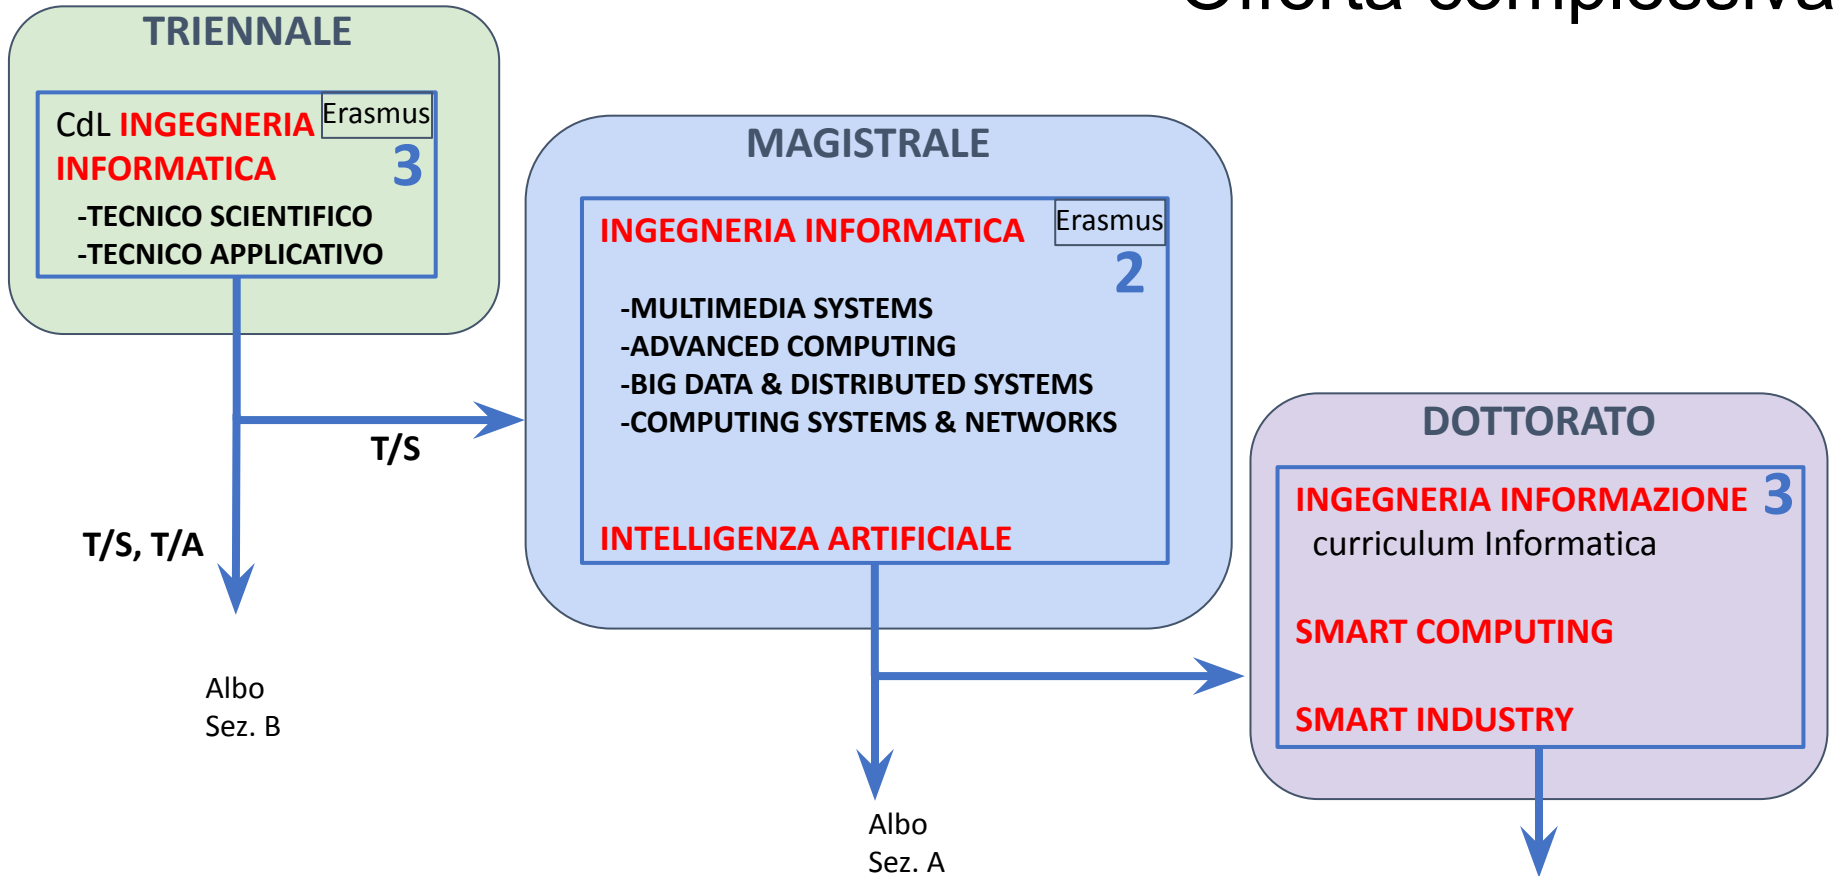 Offerta complessiva
TRIENNALE
CdL INGEGNERIA
Erasmus
INFORMATICA
3
-TECNICO SCIENTIFICO
-TECNICO APPLICATIVO
T/S
T/S, T/A
Albo
Sez. B
MAGISTRALE
INGEGNERIA INFORMATICA
Erasmus
2
-MULTIMEDIA SYSTEMS
-ADVANCED COMPUTING
-BIG DATA & DISTRIBUTED SYSTEMS
-COMPUTING SYSTEMS & NETWORKS
INTELLIGENZA ARTIFICIALE
Albo
Sez. A
DOTTORATO
INGEGNERIA INFORMAZIONE
3
curriculum Informatica
SMART COMPUTING
SMART INDUSTRY